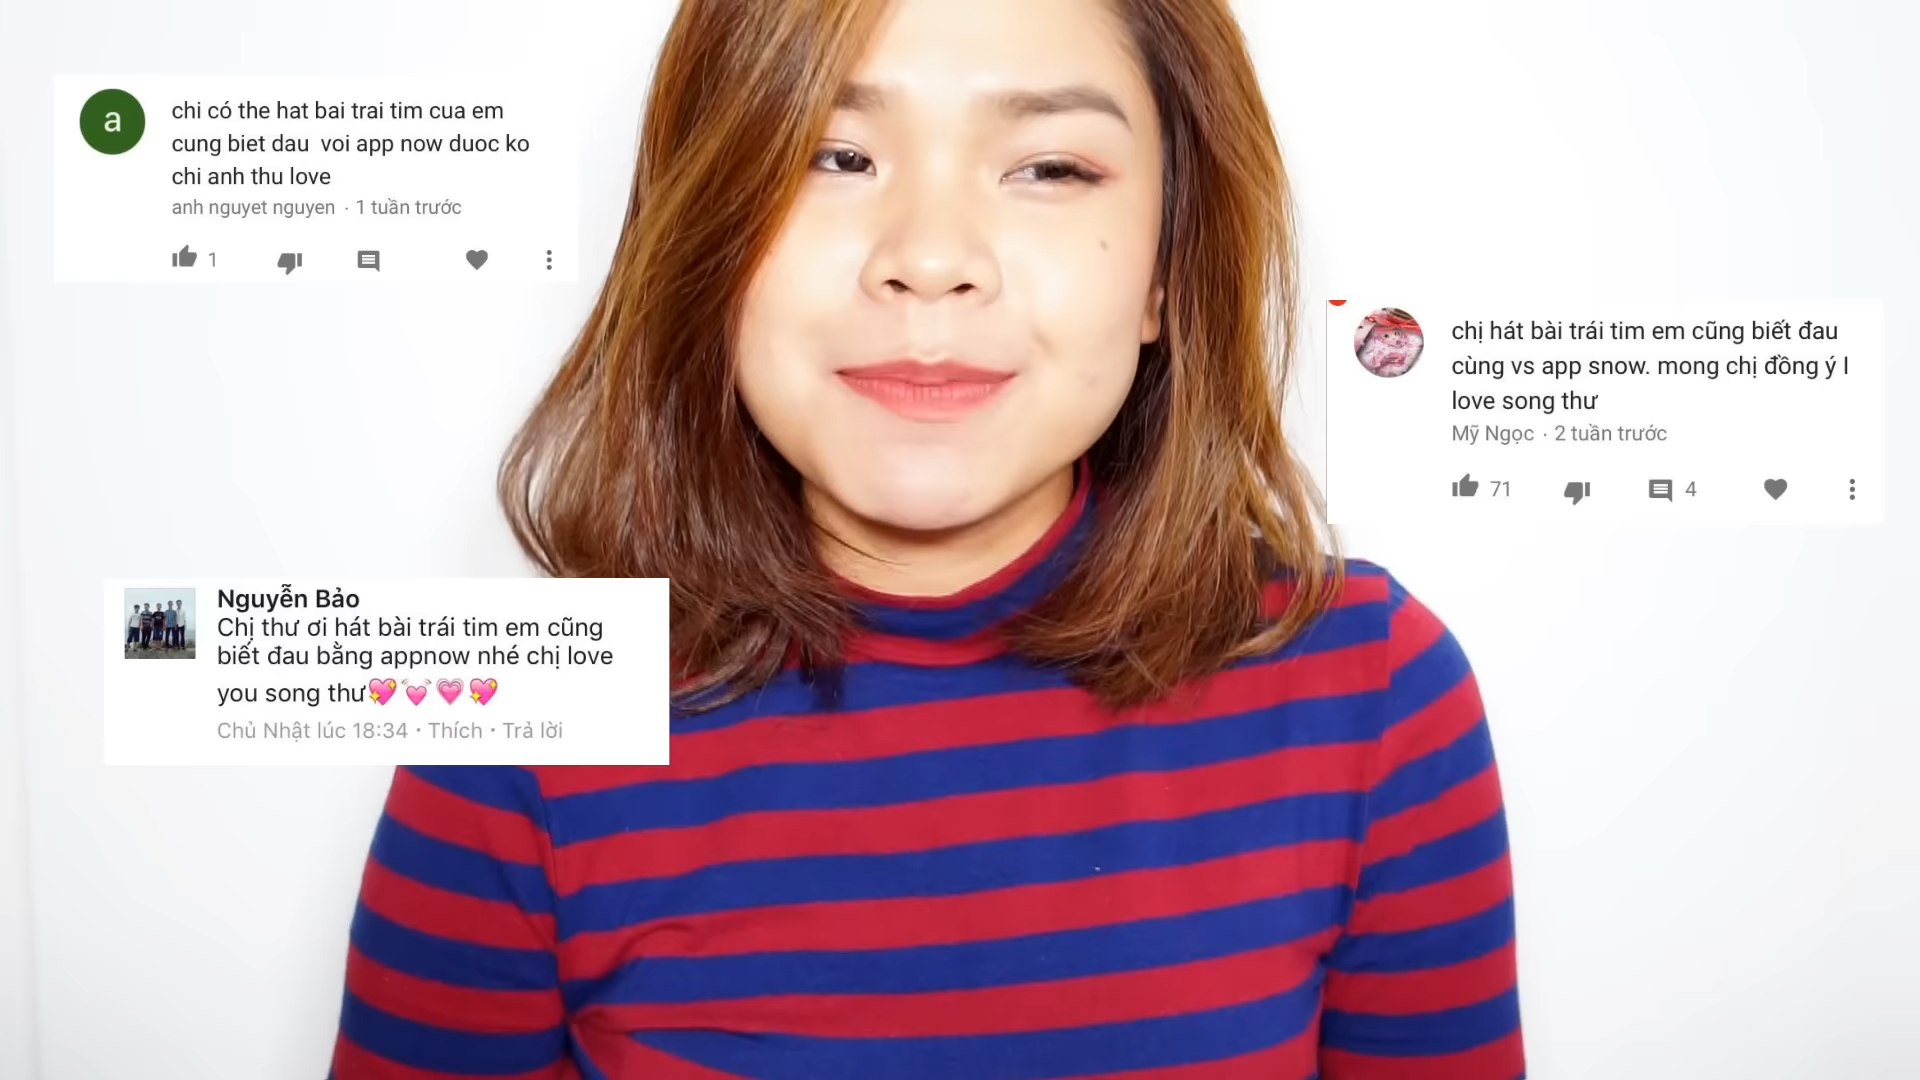 a
chi có the hat bai trai tim cua em
cung biet dau voi app now duoc ko
chi anh thu love
anh nguyet nguyen · 1 tuần trước
1
chị hát bài trái tim em cũng biết đau
cùng vs app snow. mong chị đồng ý I
love song thư
Mỹ Ngọc · 2 tuần trước
71 4
Nguyễn Bảo
Chị thư ơi hát bài trái tim em cũng
biết đau bằng appnow nhé chị love
you song thư💖💓💗💖
Chủ Nhật lúc 18:34 · Thích · Trả lời